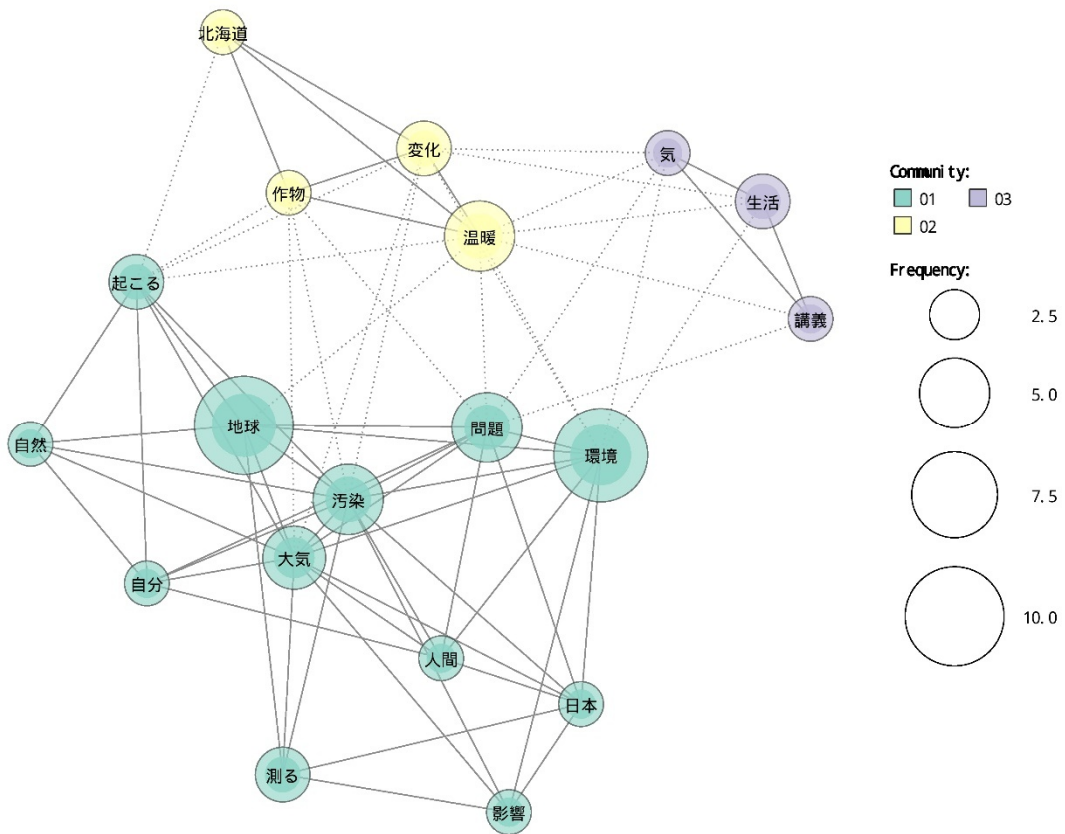 北海道
変化
気
作物
生活
温暖
起こる
講義
地球
問題
自然
環境
汚染
大気
自分
人間
日本
測る
影響
Community:
01 03
02
Frequency:
2.5
5.0
7.5
10.0